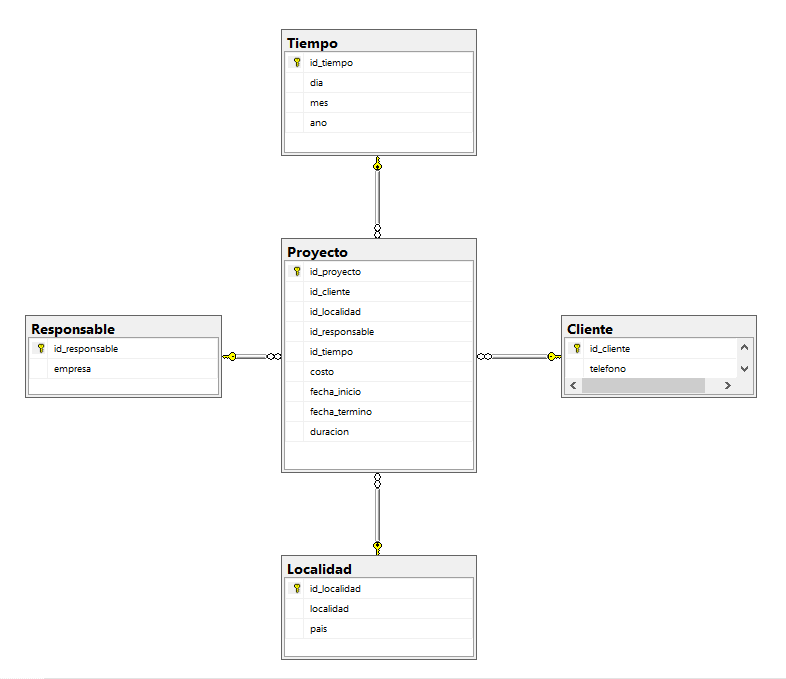 Tiempo
id_tiempo
dia
mes
ano
Proyecto
id_proyecto
id_cliente
id_localidad
id_responsable
id_tiempo
costo
fecha_inicio
fecha_termino
duracion
Responsable
id_responsable
empresa
Cliente
id_cliente
telefono
Localidad
id_localidad
localidad
pais